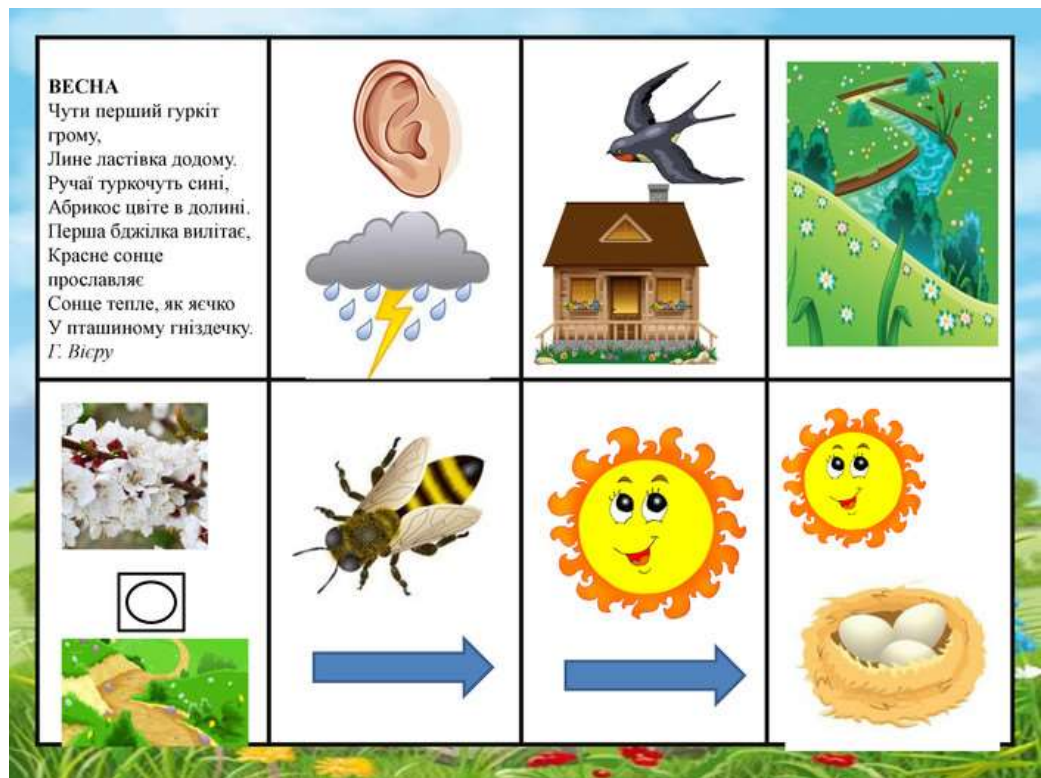 ВЕСНА
Чути перший гуркіт
грому,
Лине ластівка додому.
Ручаї туркочуть сині,
Абрикос цвіте в долині.
Перша бджілка вилітає,
Красне сонце
прославляє
Сонце тепле, як яєчко
У пташиному гніздечку.
Г. Вієру